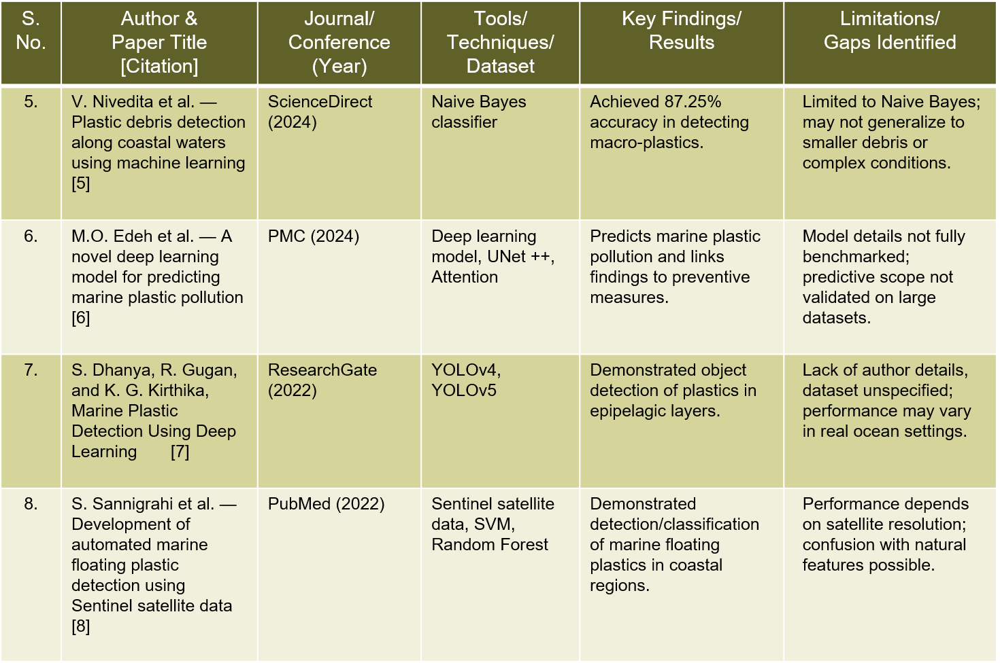 S.
No.
Author &
Paper Title
[Citation]
Journal/
Conference
(Year)
Tools/
Techniques/
Dataset
Key Findings/
Results
Limitations/
Gaps Identified
5.
V. Nivedita et al. —
Plastic debris detection
along coastal waters
using machine learning
[5]
ScienceDirect
(2024)
Naive Bayes
classifier
Achieved 87.25%
accuracy in detecting
macro-plastics.
Limited to Naive Bayes;
may not generalize to
smaller debris or
complex conditions.
6.
M.O. Edeh et al. — A
novel deep learning
model for predicting
marine plastic pollution
[6]
PMC (2024)
Deep learning
model, UNet ++,
Attention
Predicts marine plastic
pollution and links
findings to preventive
measures.
Model details not fully
benchmarked;
predictive scope not
validated on large
datasets.
7.
S. Dhanya, R. Gugan,
and K. G. Kirthika,
Marine Plastic
Detection Using Deep
Learning [7]
ResearchGate
(2022)
YOLOv4,
YOLOv5
Demonstrated object
detection of plastics in
epipelagic layers.
Lack of author details,
dataset unspecified;
performance may vary
in real ocean settings.
8.
S. Sannigrahi et al. —
Development of
automated marine
floating plastic
detection using
Sentinel satellite data
[8]
PubMed (2022)
Sentinel satellite
data, SVM,
Random Forest
Demonstrated
detection/classification
of marine floating
plastics in coastal
regions.
Performance depends
on satellite resolution;
confusion with natural
features possible.